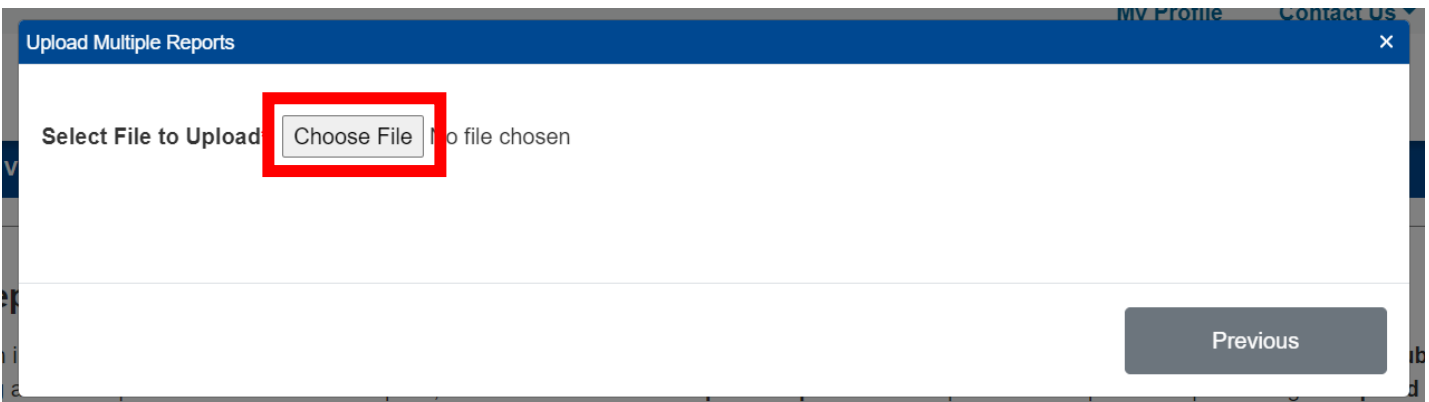 My Profile Contact Us
Upload Multiple Reports ×
Select File to Upload Choose File No file chosen
Previous